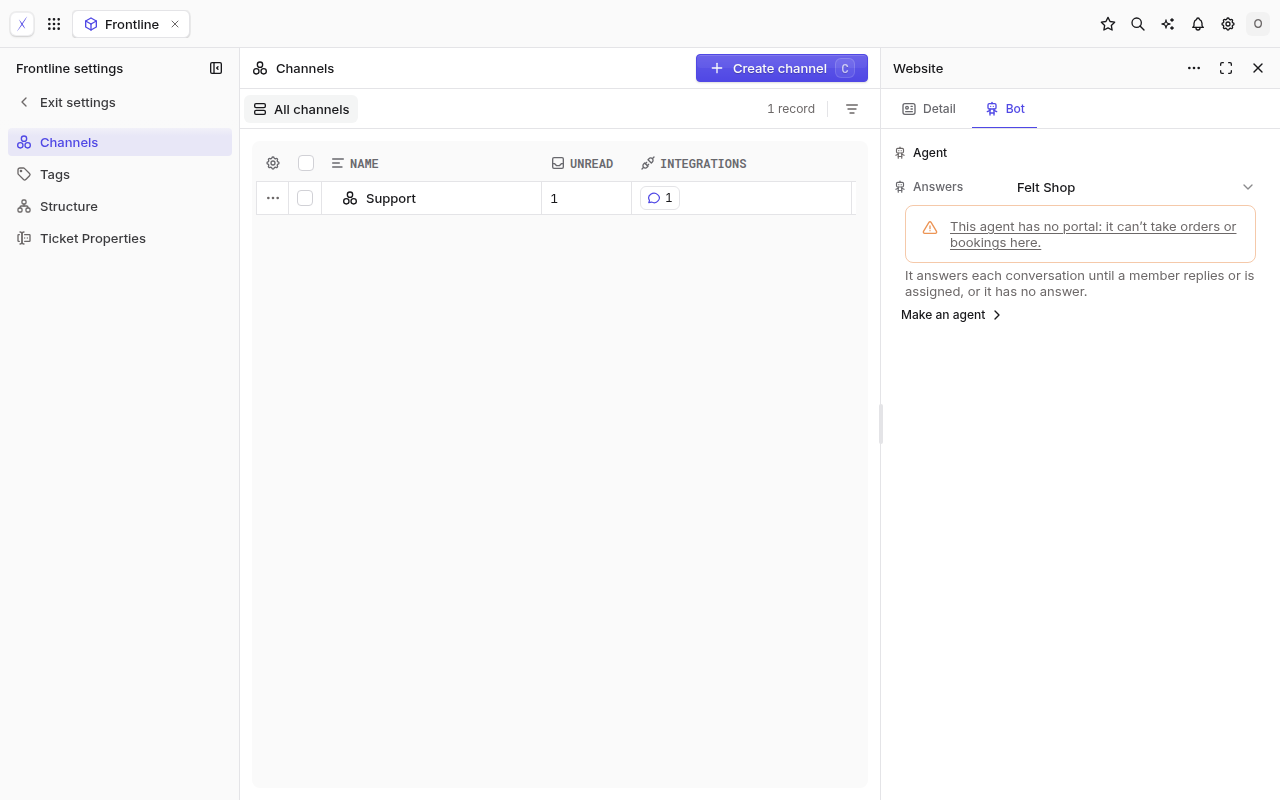 Frontline
O
Frontline settings
Exit settings
Channels
Tags
Structure
Ticket Properties
Channels
Create channel C
All channels
1 record
NAME UNREAD INTEGRATIONS
Support 1 1
Website
Detail Bot
Agent
Answers Felt Shop
This agent has no portal: it can’t take orders or
bookings here.
It answers each conversation until a member replies or is
assigned, or it has no answer.
Make an agent